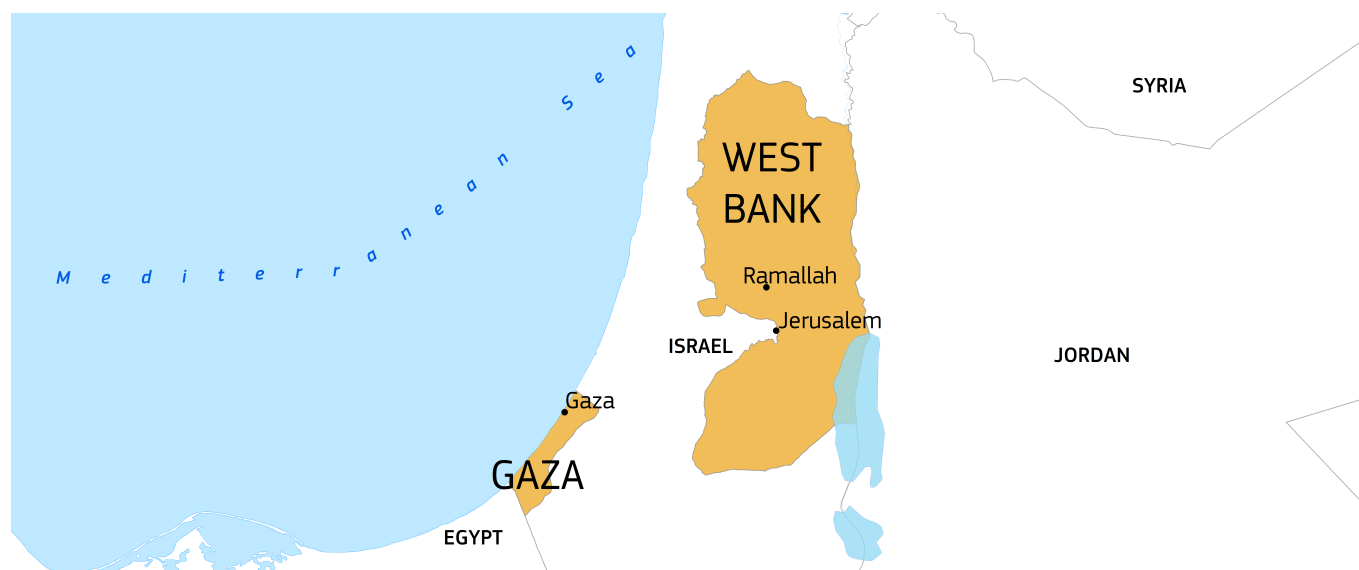 Mediterranean Sea
SYRIA
WEST
BANK
Ramallah
Jerusalem
ISRAEL
JORDAN
Gaza
GAZA
EGYPT